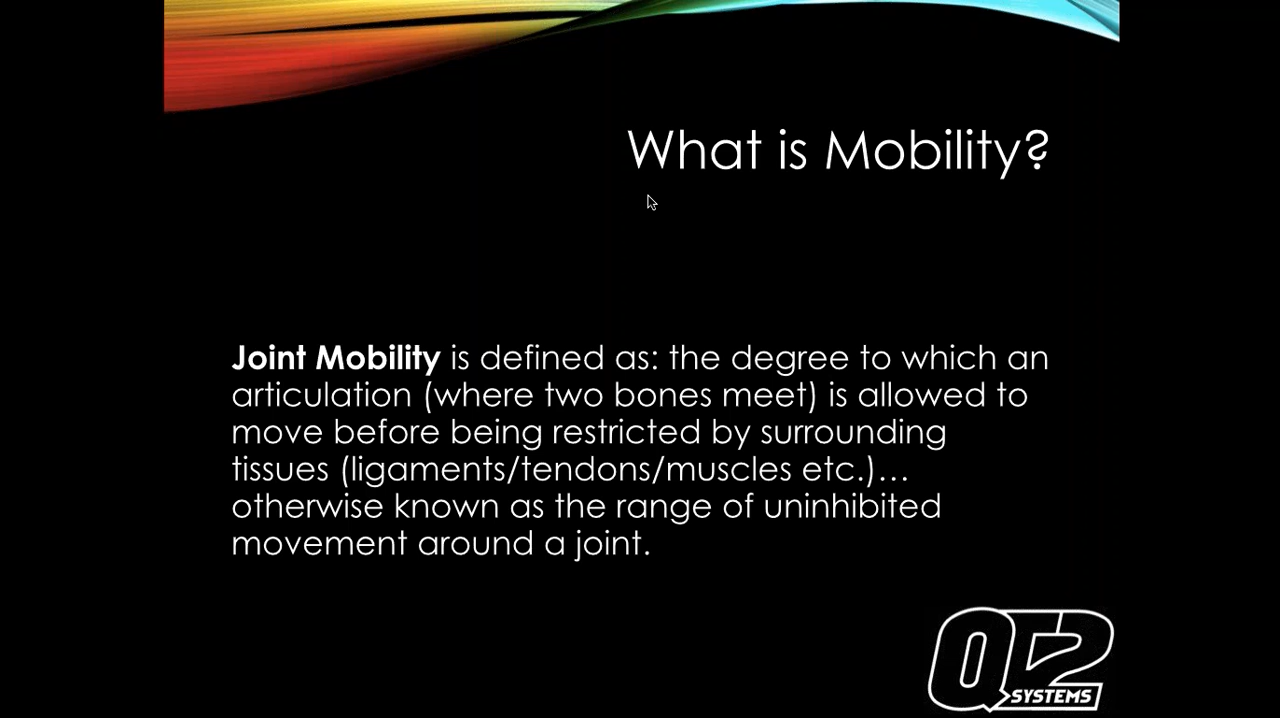 What is Mobility?
Joint Mobility is defined as: the degree to which an
articulation (where two bones meet) is allowed to
move before being restricted by surrounding
tissues (ligaments/tendons/muscles etc.)…
otherwise known as the range of uninhibited
movement around a joint.
QT2
SYSTEMS